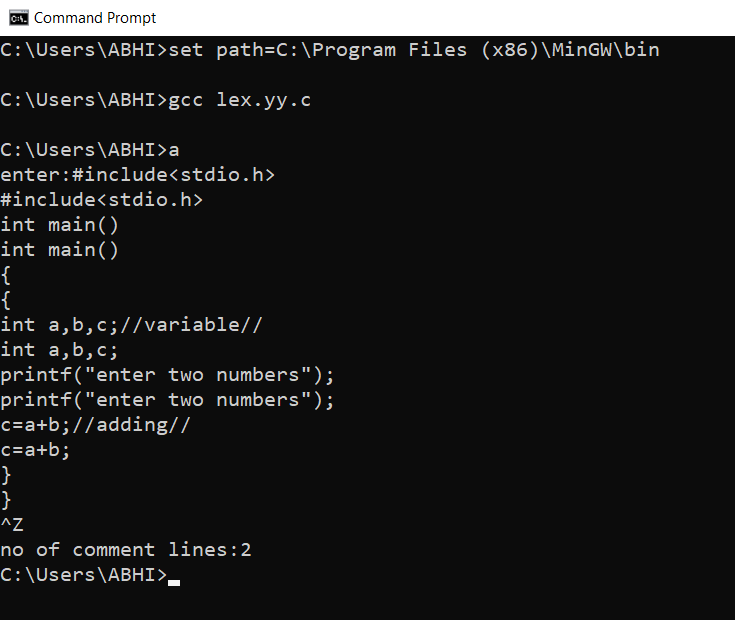 Command Prompt
C:\Users\ABHI>set path=C:\Program Files (x86)\MinGW\bin
C:\Users\ABHI>gcc lex.yy.c
C:\Users\ABHI>a
enter:#include<stdio.h>
#include<stdio.h>
int main()
int main()
{
{
int a,b,c;//variable//
int a,b,c;
printf("enter two numbers");
printf("enter two numbers");
c=a+b;//adding//
c=a+b;
}
}
^Z
no of comment lines:2
C:\Users\ABHI>